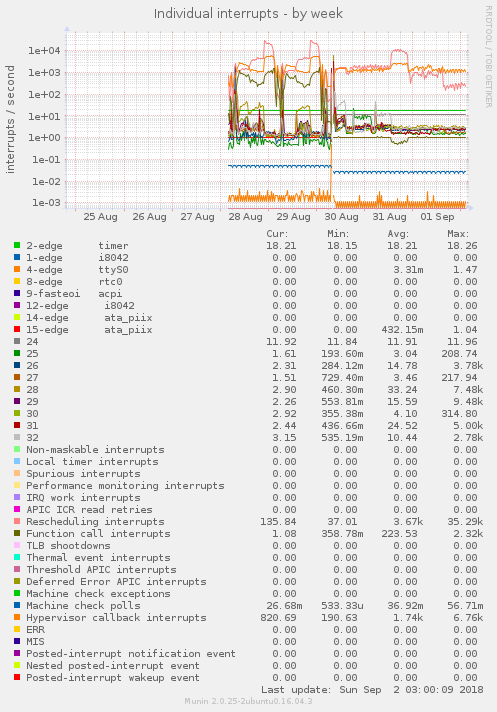 Individual interrupts - by week
RRDTOOL / TOBI OETIKER
interrupts / second
1e+04
1e+03
1e+02
1e+01
1e+00
1e-01
1e-02
1e-03
25 Aug 26 Aug 27 Aug 28 Aug 29 Aug 30 Aug 31 Aug 01 Sep
Cur: Min: Avg: Max:
2-edge timer 18.21 18.15 18.21 18.26
1-edge i8042 0.00 0.00 0.00 0.00
4-edge ttyS0 0.00 0.00 3.31m 1.47
8-edge rtc0 0.00 0.00 0.00 0.00
9-fasteoi acpi 0.00 0.00 0.00 0.00
12-edge i8042 0.00 0.00 0.00 0.00
14-edge ata_piix 0.00 0.00 0.00 0.00
15-edge ata_piix 0.00 0.00 432.15m 1.04
24 11.92 11.84 11.91 11.96
25 1.61 193.60m 3.04 208.74
26 2.31 284.12m 14.78 3.78k
27 1.51 729.40m 3.46 217.94
28 2.90 460.30m 33.24 7.48k
29 2.26 553.81m 15.59 9.48k
30 2.92 355.38m 4.10 314.80
31 2.44 436.66m 24.52 5.00k
32 3.15 535.19m 10.44 2.78k
Non-maskable interrupts 0.00 0.00 0.00 0.00
Local timer interrupts 0.00 0.00 0.00 0.00
Spurious interrupts 0.00 0.00 0.00 0.00
Performance monitoring interrupts 0.00 0.00 0.00 0.00
IRQ work interrupts 0.00 0.00 0.00 0.00
APIC ICR read retries 0.00 0.00 0.00 0.00
Rescheduling interrupts 135.84 37.01 3.67k 35.29k
Function call interrupts 1.08 358.78m 223.53 2.32k
TLB shootdowns 0.00 0.00 0.00 0.00
Thermal event interrupts 0.00 0.00 0.00 0.00
Threshold APIC interrupts 0.00 0.00 0.00 0.00
Deferred Error APIC interrupts 0.00 0.00 0.00 0.00
Machine check exceptions 0.00 0.00 0.00 0.00
Machine check polls 26.68m 533.33u 36.92m 56.71m
Hypervisor callback interrupts 820.69 190.63 1.74k 6.76k
ERR 0.00 0.00 0.00 0.00
MIS 0.00 0.00 0.00 0.00
Posted-interrupt notification event 0.00 0.00 0.00 0.00
Nested posted-interrupt event 0.00 0.00 0.00 0.00
Posted-interrupt wakeup event 0.00 0.00 0.00 0.00
Last update: Sun Sep 2 03:00:09 2018
Munin 2.0.25-2ubuntu0.16.04.3